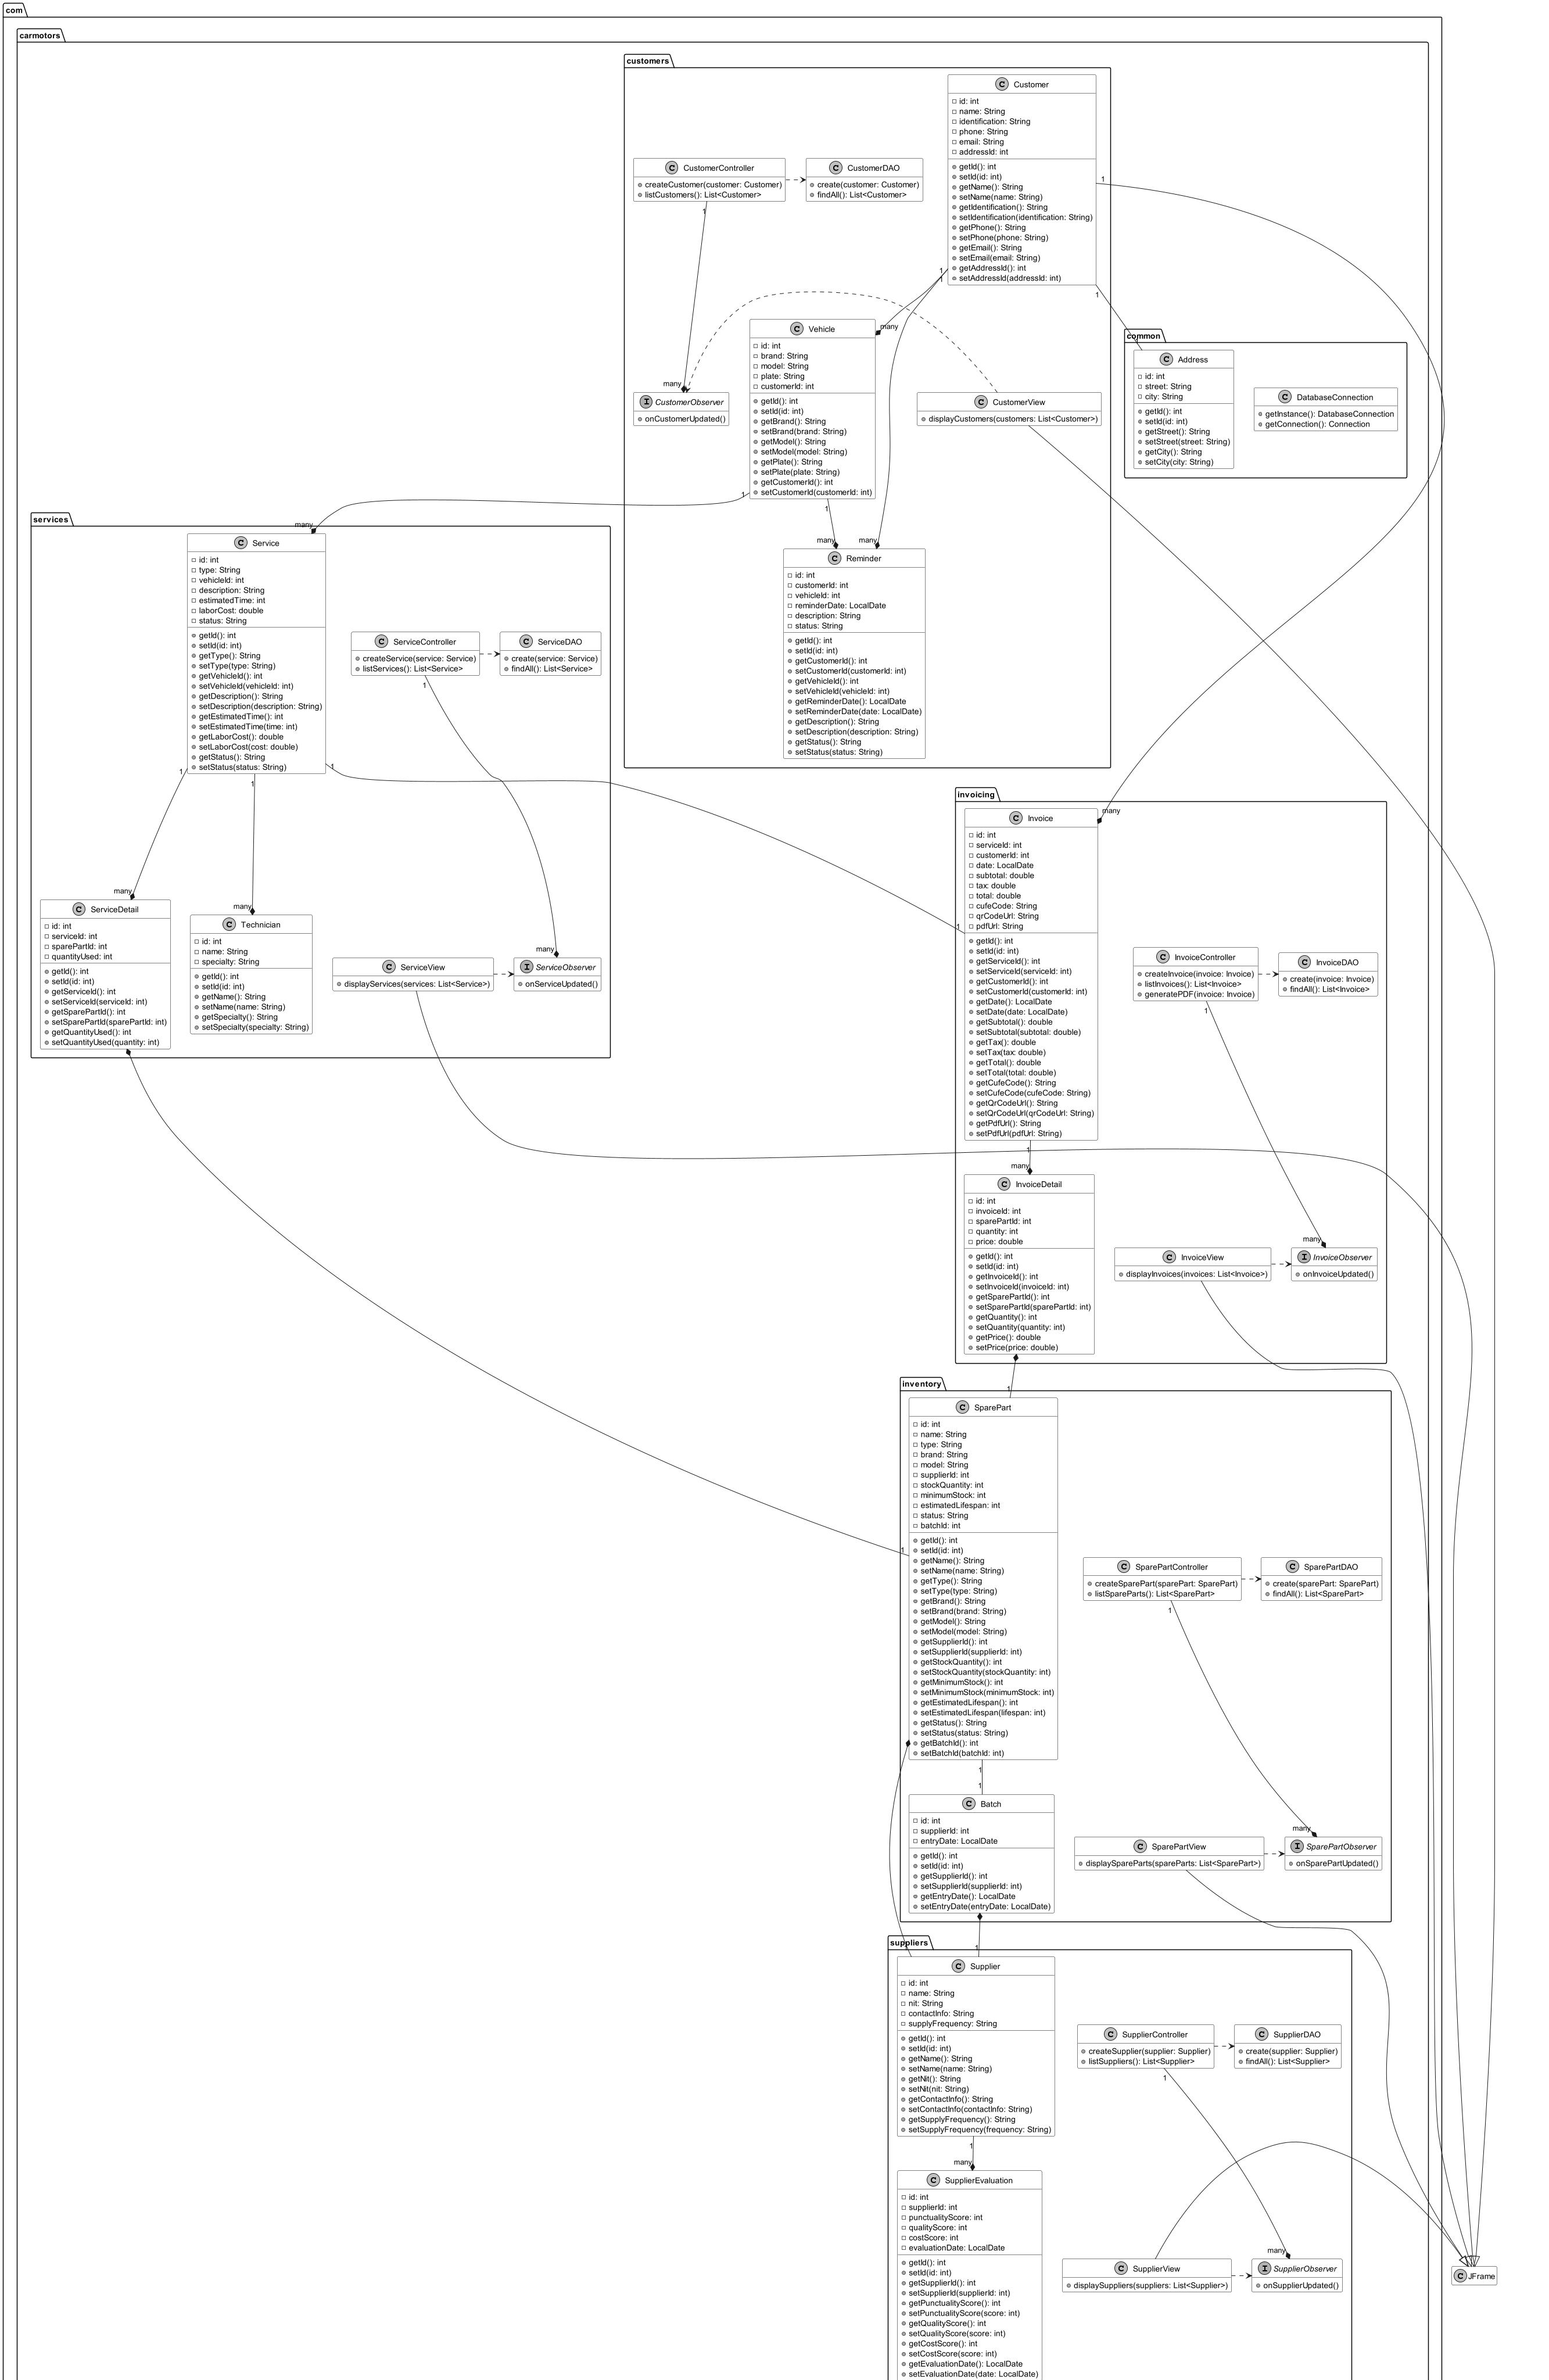 com
carmotors
customers
Customer
id: int
name: String
identification: String
phone: String
email: String
addressId: int
getId(): int
setId(id: int)
getName(): String
setName(name: String)
getIdentification(): String
setIdentification(identification: String)
getPhone(): String
setPhone(phone: String)
getEmail(): String
setEmail(email: String)
getAddressId(): int
setAddressId(addressId: int)
CustomerController
createCustomer(customer: Customer)
listCustomers(): List<Customer>
CustomerDAO
create(customer: Customer)
findAll(): List<Customer>
1
1
1
1
1
many
Vehicle
id: int
brand: String
model: String
plate: String
customerId: int
getId(): int
setId(id: int)
getBrand(): String
setBrand(brand: String)
getModel(): String
setModel(model: String)
getPlate(): String
setPlate(plate: String)
getCustomerId(): int
setCustomerId(customerId: int)
many
CustomerObserver
onCustomerUpdated()
CustomerView
displayCustomers(customers: List<Customer>)
common
Address
id: int
street: String
city: String
getId(): int
setId(id: int)
getStreet(): String
setStreet(street: String)
getCity(): String
setCity(city: String)
DatabaseConnection
getInstance(): DatabaseConnection
getConnection(): Connection
1
1
many
many
many
Reminder
id: int
customerId: int
vehicleId: int
reminderDate: LocalDate
description: String
status: String
getId(): int
setId(id: int)
getCustomerId(): int
setCustomerId(customerId: int)
getVehicleId(): int
setVehicleId(vehicleId: int)
getReminderDate(): LocalDate
setReminderDate(date: LocalDate)
getDescription(): String
setDescription(description: String)
getStatus(): String
setStatus(status: String)
services
Service
id: int
type: String
vehicleId: int
description: String
estimatedTime: int
laborCost: double
status: String
getId(): int
setId(id: int)
getType(): String
setType(type: String)
getVehicleId(): int
setVehicleId(vehicleId: int)
getDescription(): String
setDescription(description: String)
getEstimatedTime(): int
setEstimatedTime(time: int)
getLaborCost(): double
setLaborCost(cost: double)
getStatus(): String
setStatus(status: String)
ServiceController
createService(service: Service)
listServices(): List<Service>
ServiceDAO
create(service: Service)
findAll(): List<Service>
1
1
1
1
many
many
many
ServiceDetail
id: int
serviceId: int
sparePartId: int
quantityUsed: int
getId(): int
setId(id: int)
getServiceId(): int
setServiceId(serviceId: int)
getSparePartId(): int
setSparePartId(sparePartId: int)
getQuantityUsed(): int
setQuantityUsed(quantity: int)
Technician
id: int
name: String
specialty: String
getId(): int
setId(id: int)
getName(): String
setName(name: String)
getSpecialty(): String
setSpecialty(specialty: String)
ServiceView
displayServices(services: List<Service>)
ServiceObserver
onServiceUpdated()
invoicing
many
Invoice
id: int
serviceId: int
customerId: int
date: LocalDate
subtotal: double
tax: double
total: double
cufeCode: String
qrCodeUrl: String
pdfUrl: String
getId(): int
setId(id: int)
getServiceId(): int
setServiceId(serviceId: int)
getCustomerId(): int
setCustomerId(customerId: int)
getDate(): LocalDate
setDate(date: LocalDate)
getSubtotal(): double
setSubtotal(subtotal: double)
getTax(): double
setTax(tax: double)
getTotal(): double
setTotal(total: double)
getCufeCode(): String
setCufeCode(cufeCode: String)
getQrCodeUrl(): String
setQrCodeUrl(qrCodeUrl: String)
getPdfUrl(): String
setPdfUrl(pdfUrl: String)
1
InvoiceController
createInvoice(invoice: Invoice)
listInvoices(): List<Invoice>
generatePDF(invoice: Invoice)
InvoiceDAO
create(invoice: Invoice)
findAll(): List<Invoice>
1
1
many
InvoiceDetail
id: int
invoiceId: int
sparePartId: int
quantity: int
price: double
getId(): int
setId(id: int)
getInvoiceId(): int
setInvoiceId(invoiceId: int)
getSparePartId(): int
setSparePartId(sparePartId: int)
getQuantity(): int
setQuantity(quantity: int)
getPrice(): double
setPrice(price: double)
many
InvoiceView
displayInvoices(invoices: List<Invoice>)
InvoiceObserver
onInvoiceUpdated()
inventory
1
SparePart
id: int
name: String
type: String
brand: String
model: String
supplierId: int
stockQuantity: int
minimumStock: int
estimatedLifespan: int
status: String
batchId: int
getId(): int
setId(id: int)
getName(): String
setName(name: String)
getType(): String
setType(type: String)
getBrand(): String
setBrand(brand: String)
getModel(): String
setModel(model: String)
getSupplierId(): int
setSupplierId(supplierId: int)
getStockQuantity(): int
setStockQuantity(stockQuantity: int)
getMinimumStock(): int
setMinimumStock(minimumStock: int)
getEstimatedLifespan(): int
setEstimatedLifespan(lifespan: int)
getStatus(): String
setStatus(status: String)
getBatchId(): int
setBatchId(batchId: int)
1
SparePartController
createSparePart(sparePart: SparePart)
listSpareParts(): List<SparePart>
SparePartDAO
create(sparePart: SparePart)
findAll(): List<SparePart>
1
1
1
Batch
id: int
supplierId: int
entryDate: LocalDate
getId(): int
setId(id: int)
getSupplierId(): int
setSupplierId(supplierId: int)
getEntryDate(): LocalDate
setEntryDate(entryDate: LocalDate)
many
SparePartView
displaySpareParts(spareParts: List<SparePart>)
SparePartObserver
onSparePartUpdated()
suppliers
1
Supplier
id: int
name: String
nit: String
contactInfo: String
supplyFrequency: String
getId(): int
setId(id: int)
getName(): String
setName(name: String)
getNit(): String
setNit(nit: String)
getContactInfo(): String
setContactInfo(contactInfo: String)
getSupplyFrequency(): String
setSupplyFrequency(frequency: String)
SupplierController
createSupplier(supplier: Supplier)
listSuppliers(): List<Supplier>
SupplierDAO
create(supplier: Supplier)
findAll(): List<Supplier>
1
1
many
SupplierEvaluation
id: int
supplierId: int
punctualityScore: int
qualityScore: int
costScore: int
evaluationDate: LocalDate
getId(): int
setId(id: int)
getSupplierId(): int
setSupplierId(supplierId: int)
getPunctualityScore(): int
setPunctualityScore(score: int)
getQualityScore(): int
setQualityScore(score: int)
getCostScore(): int
setCostScore(score: int)
getEvaluationDate(): LocalDate
setEvaluationDate(date: LocalDate)
many
SupplierView
displaySuppliers(suppliers: List<Supplier>)
SupplierObserver
onSupplierUpdated()
JFrame